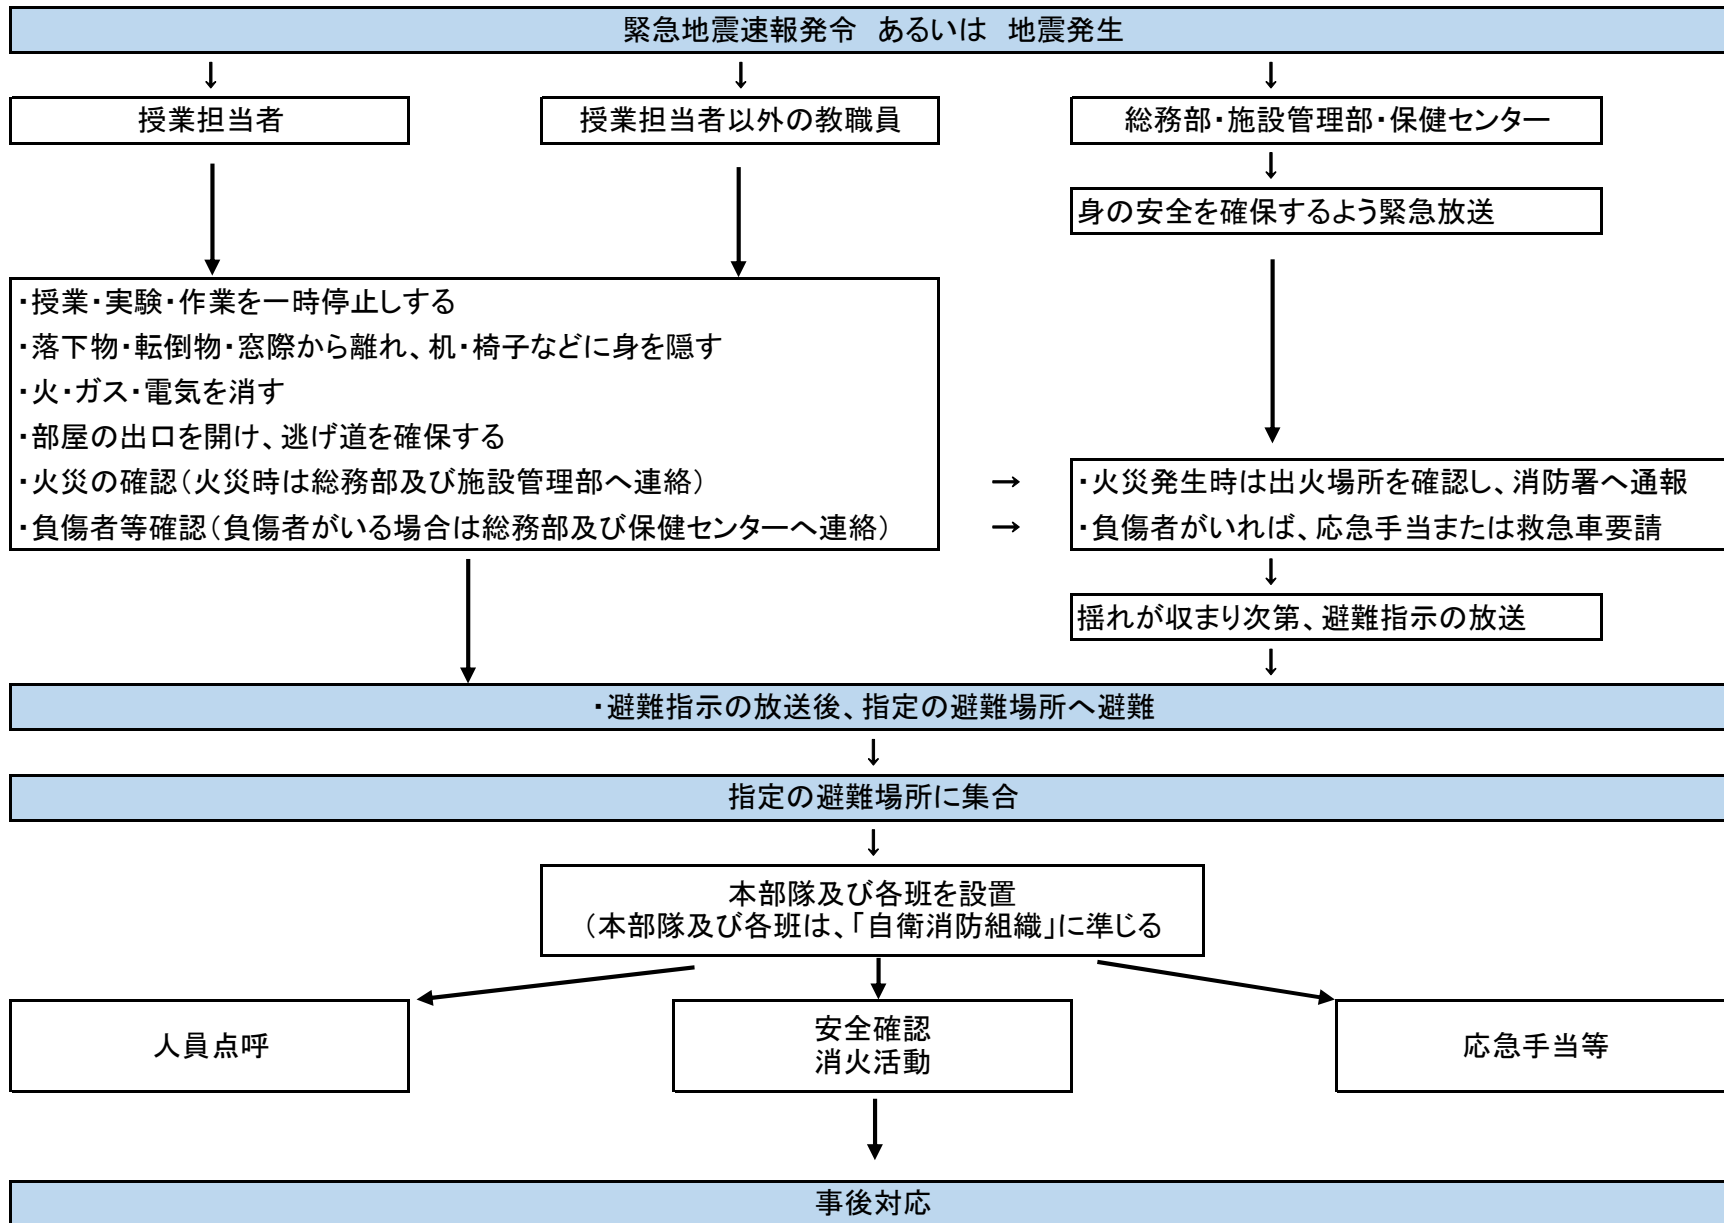 緊急地震速報発令　あるいは　地震発生
↓ ↓ ↓
授業担当者
授業担当者以外の教職員
総務部・施設管理部・保健センター
↓
身の安全を確保するよう緊急放送
・授業・実験・作業を一時停止しする
・落下物・転倒物・窓際から離れ、机・椅子などに身を隠す
・火・ガス・電気を消す
・部屋の出口を開け、逃げ道を確保する
・火災の確認（火災時は総務部及び施設管理部へ連絡）
・負傷者等確認（負傷者がいる場合は総務部及び保健センターへ連絡）
→
→
・火災発生時は出火場所を確認し、消防署へ通報
・負傷者がいれば、応急手当または救急車要請
↓
揺れが収まり次第、避難指示の放送
↓
・避難指示の放送後、指定の避難場所へ避難
↓
指定の避難場所に集合
↓
本部隊及び各班を設置
（本部隊及び各班は、「自衛消防組織」に準じる
人員点呼
安全確認
消火活動
応急手当等
事後対応